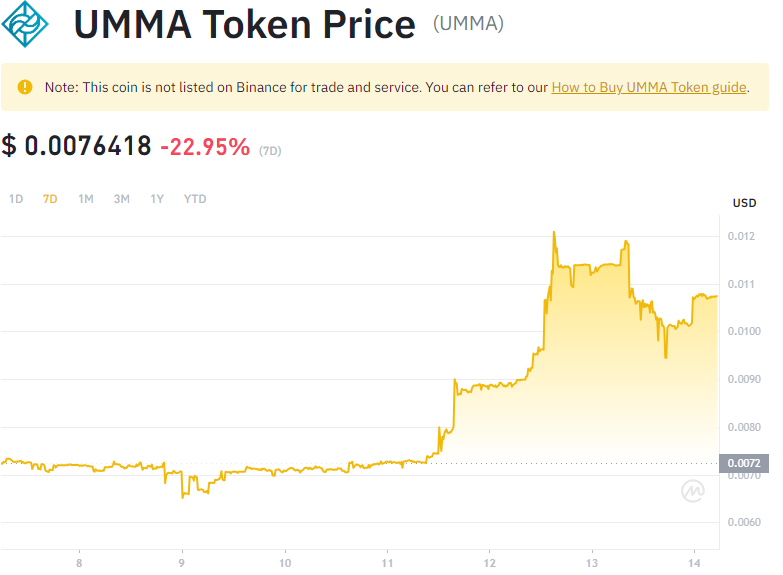 UMMA Token Price (UMMA)
Note: This coin is not listed on Binance for trade and service. You can refer to our How to Buy UMMA Token guide.
$ 0.0076418 -22.95% (7D)
1D 7D 1M 3M 1Y YTD
USD
0.012
0.011
0.0100
0.0090
0.0080
0.0072
0.0070
0.0060
8 9 10 11 12 13 14